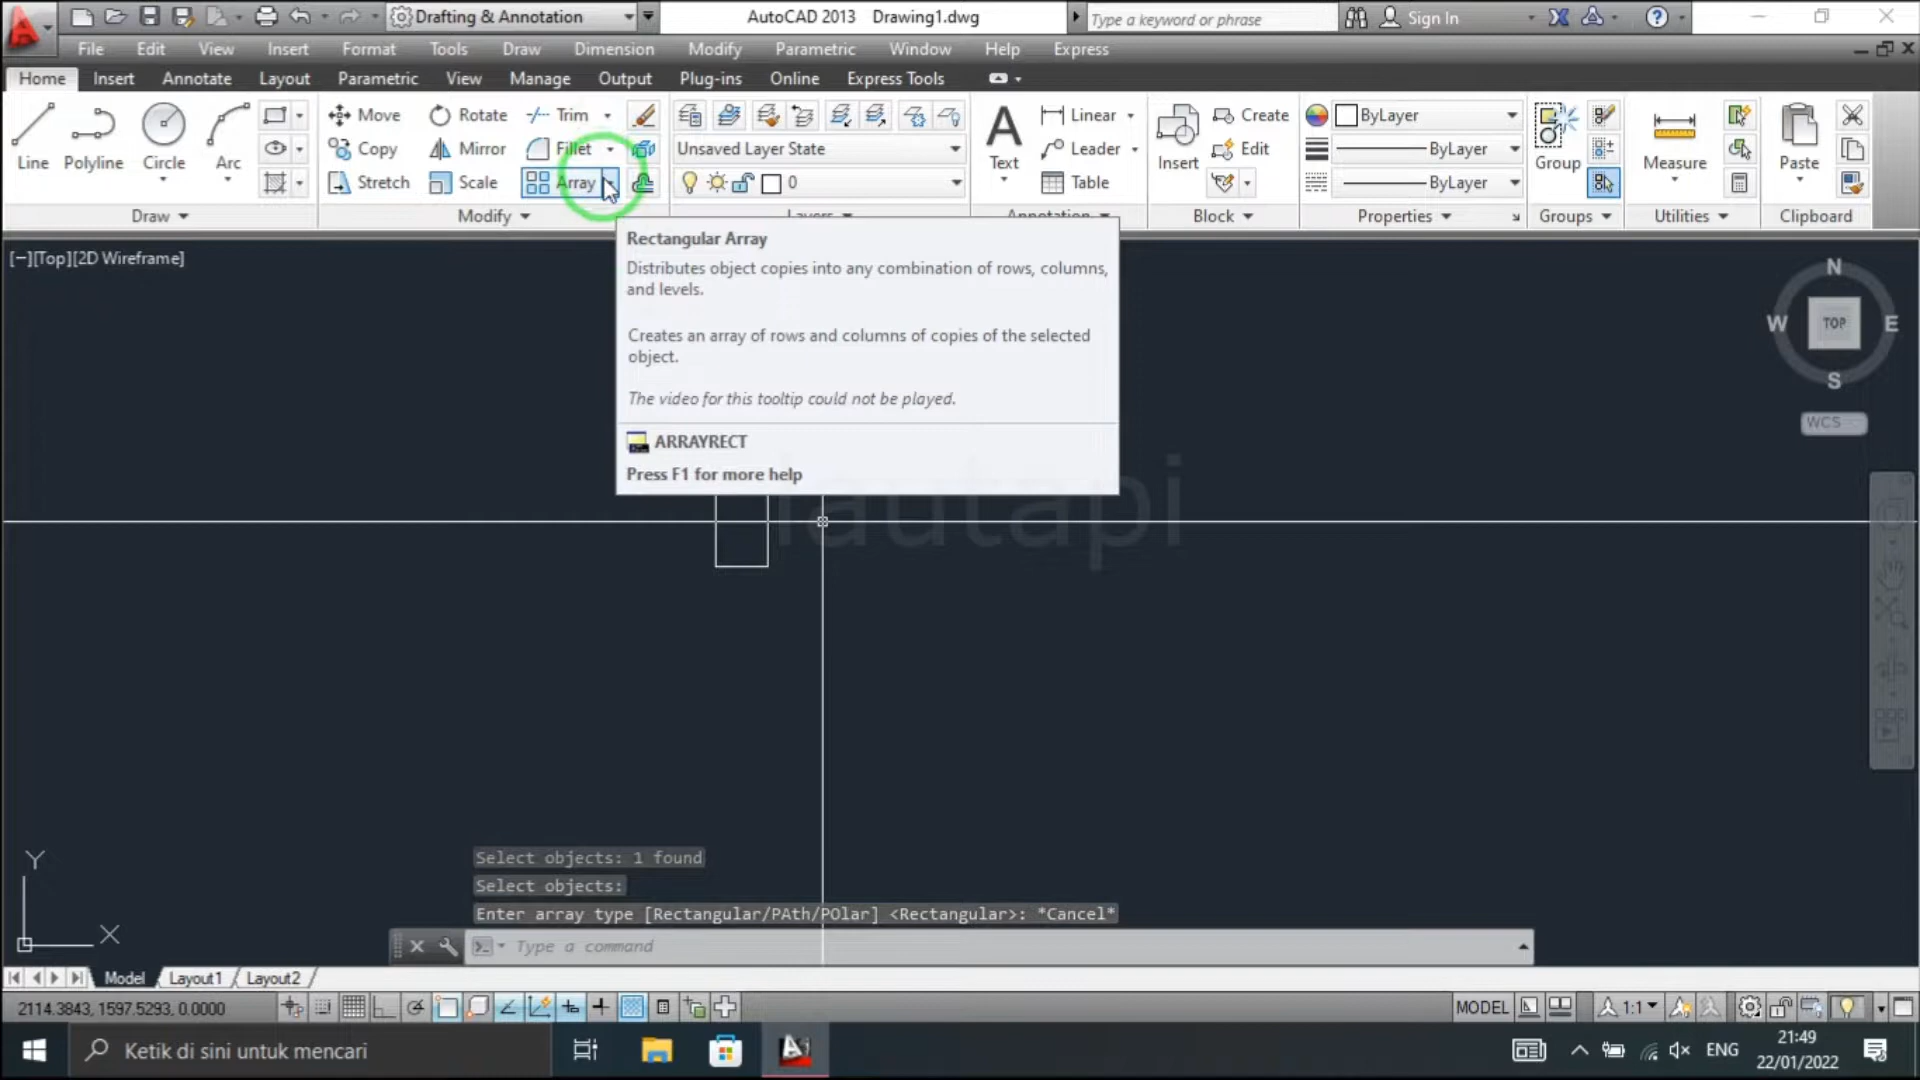 Drafting & Annotation
AutoCAD 2013 Drawing1.dwg
Type a keyword or phrase
Sign In
File Edit View Insert Format Tools Draw Dimension Modify Parametric Window Help Express
Home Insert Annotate Layout Parametric View Manage Output Plug-ins Online Express Tools
Move Rotate Trim Linear Create ByLayer
Line Polyline Circle Arc Copy Mirror Fillet Unsaved Layer State Text Leader Insert Edit ByLayer Group Measure Paste
Stretch Scale Array 0 Table ByLayer
Draw Modify Layers Annotation Block Properties Groups Utilities Clipboard
[−][Top][2D Wireframe]
Rectangular Array
Distributes object copies into any combination of rows, columns,
and levels.
Creates an array of rows and columns of copies of the selected
object.
The video for this tooltip could not be played.
ARRAYRECT
Press F1 for more help
N
W TOP E
S
WCS
lautapi
Select objects: 1 found
Select objects:
Enter array type [Rectangular/PAth/POlar] <Rectangular>: *Cancel*
Type a command
Y
X
Model Layout1 Layout2
2114.3843, 1597.5293, 0.0000
MODEL
1:1
Ketik di sini untuk mencari
ENG
21:49
22/01/2022